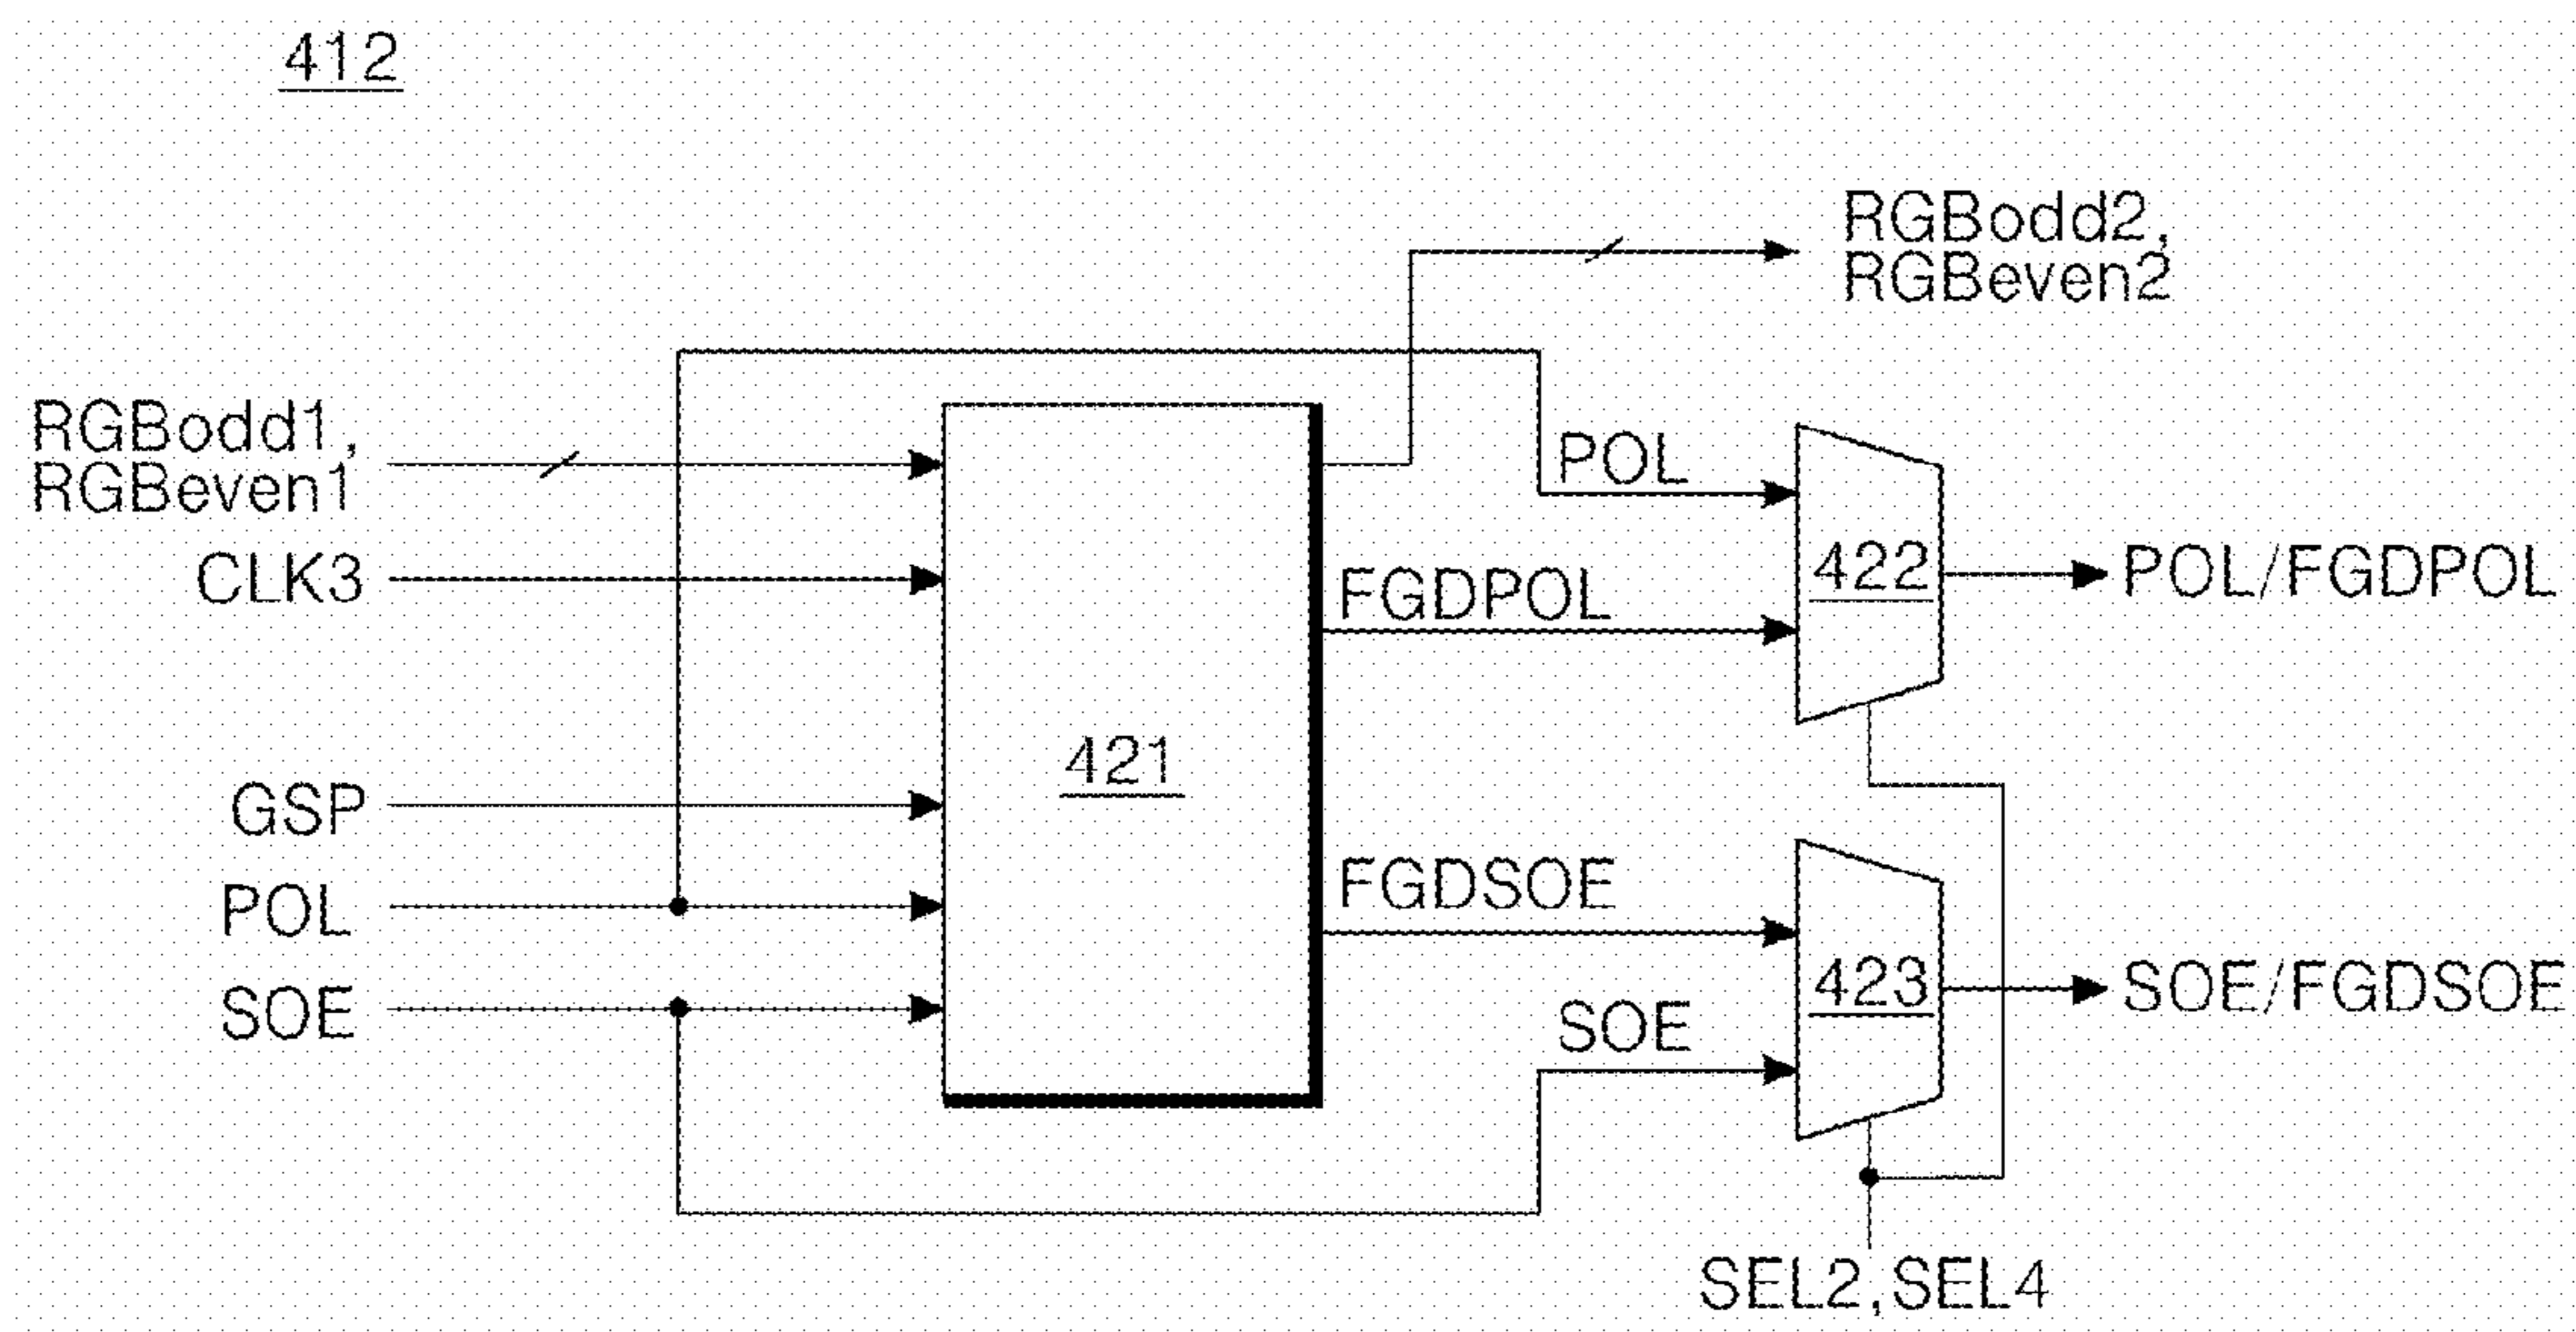 412
RGBodd2,
RGBeven2
RGBodd1,
RGBeven1
POL
CLK3
FGDPOL
422
POL/FGDPOL
421
GSP
POL
FGDSOE
SOE
423
SOE/FGDSOE
SOE
SEL2,SEL4